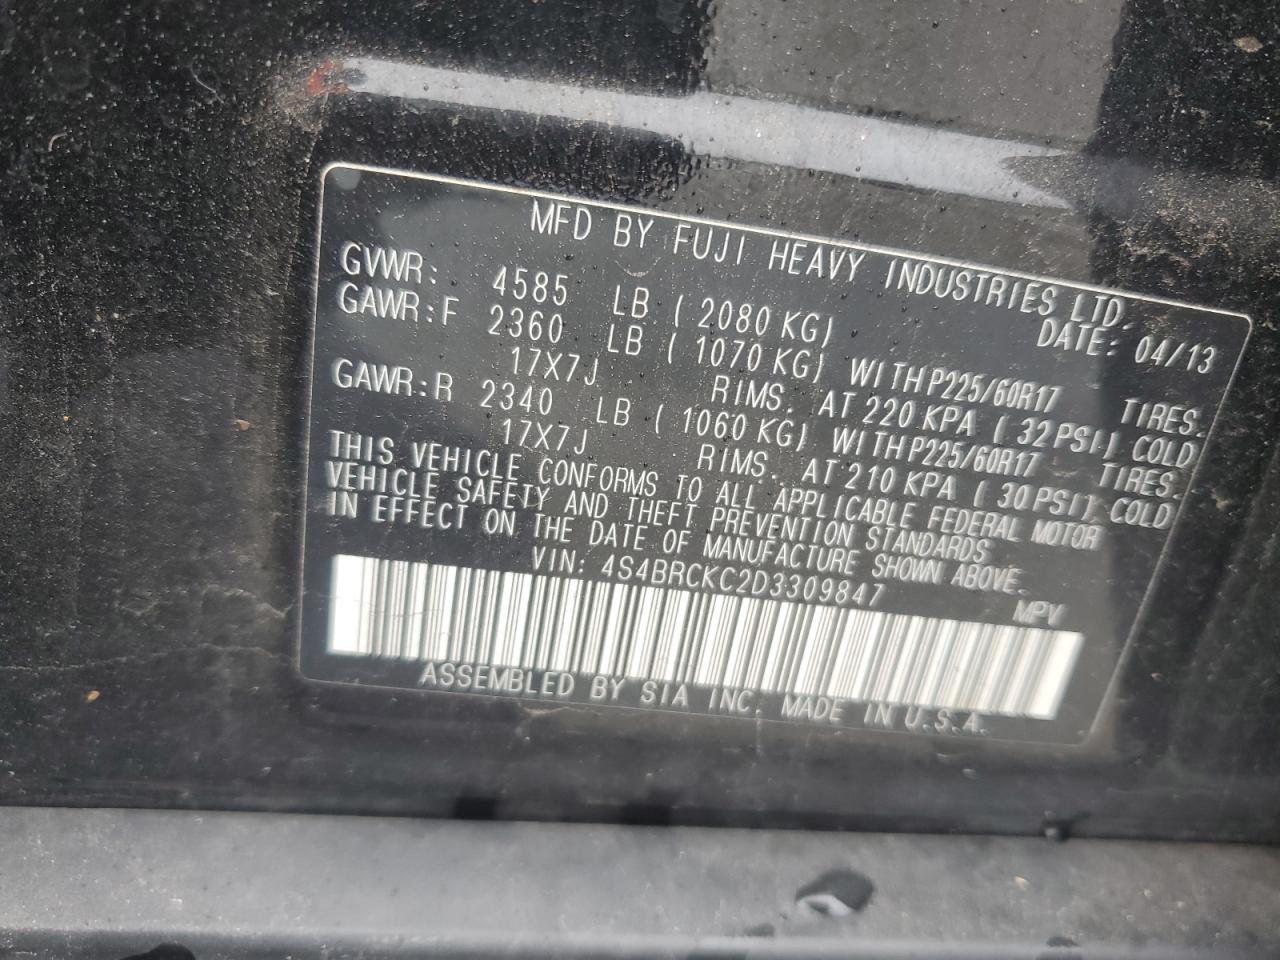 MFD BY FUJI HEAVY INDUSTRIES LTD.
DATE: 04/13
GVWR: 4585 LB (2080 KG)
GAWR:F 2360 LB (1070 KG) WITH P225/60R17 TIRES.
17X7J RIMS. AT 220 KPA (32PSI) COLD
GAWR:R 2340 LB (1060 KG) WITH P225/60R17 TIRES.
17X7J RIMS. AT 210 KPA (30PSI) COLD
THIS VEHICLE CONFORMS TO ALL APPLICABLE FEDERAL MOTOR
VEHICLE SAFETY AND THEFT PREVENTION STANDARDS
IN EFFECT ON THE DATE OF MANUFACTURE SHOWN ABOVE.
VIN: 4S4BRCKC2D3309847
MPV
ASSEMBLED BY SIA INC. MADE IN U.S.A.